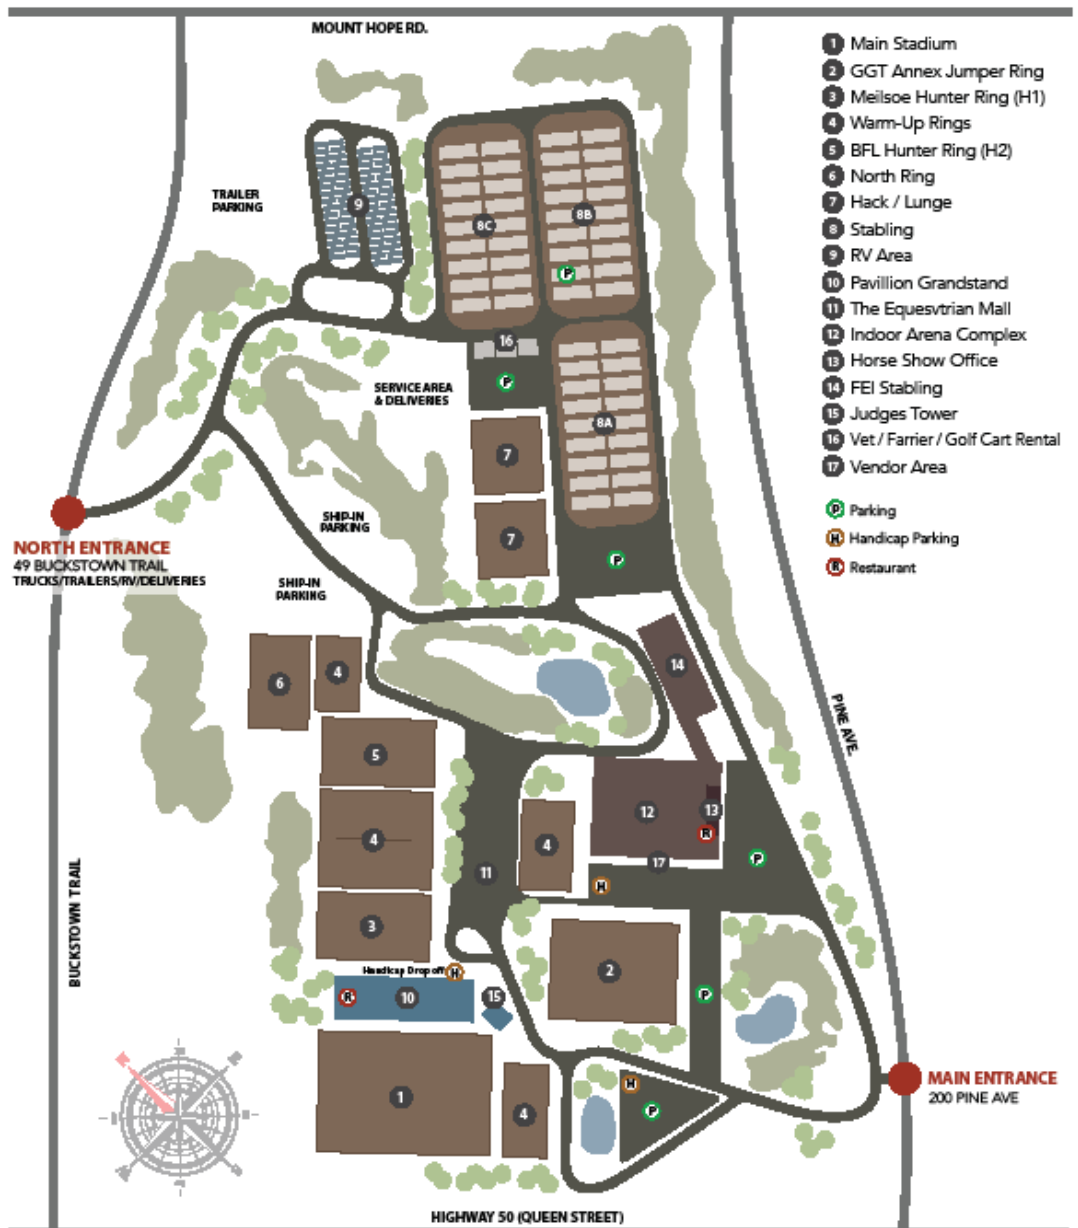 MOUNT HOPE RD.
1 Main Stadium
2 GGT Annex Jumper Ring
3 Meilsoe Hunter Ring (H1)
4 Warm-Up Rings
5 BFL Hunter Ring (H2)
6 North Ring
7 Hack / Lunge
8 Stabling
9 RV Area
10 Pavillion Grandstand
11 The Equesvtrian Mall
12 Indoor Arena Complex
13 Horse Show Office
14 FEI Stabling
15 Judges Tower
16 Vet / Farrier / Golf Cart Rental
17 Vendor Area
P Parking
H Handicap Parking
R Restaurant
TRAILER
PARKING
9
8C
8B
P
16
P
SERVICE AREA
& DELIVERIES
8A
7
7
P
SHIP-IN
PARKING
NORTH ENTRANCE
49 BUCKSTOWN TRAIL
TRUCKS/TRAILERS/RV/DELIVERIES
SHIP-IN
PARKING
6
4
14
PINE AVE.
5
4
4
12
13
R
17
P
11
H
BUCKSTOWN TRAIL
3
2
Handicap Drop off
H
R
10
15
P
1
4
H
P
MAIN ENTRANCE
200 PINE AVE
HIGHWAY 50 (QUEEN STREET)